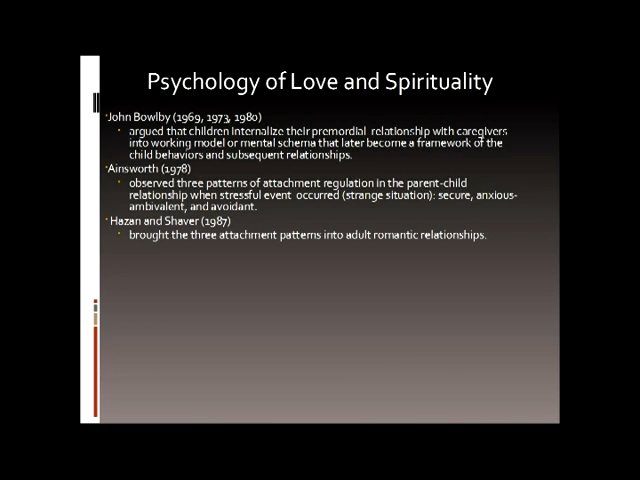 Psychology of Love and Spirituality
John Bowlby (1969, 1973, 1980)
argued that children internalize their premordial relationship with caregivers
into working model or mental schema that later become a framework of the
child behaviors and subsequent relationships.
Ainsworth (1978)
observed three patterns of attachment regulation in the parent-child
relationship when stressful event occurred (strange situation): secure, anxious-
ambivalent, and avoidant.
Hazan and Shaver (1987)
brought the three attachment patterns into adult romantic relationships.